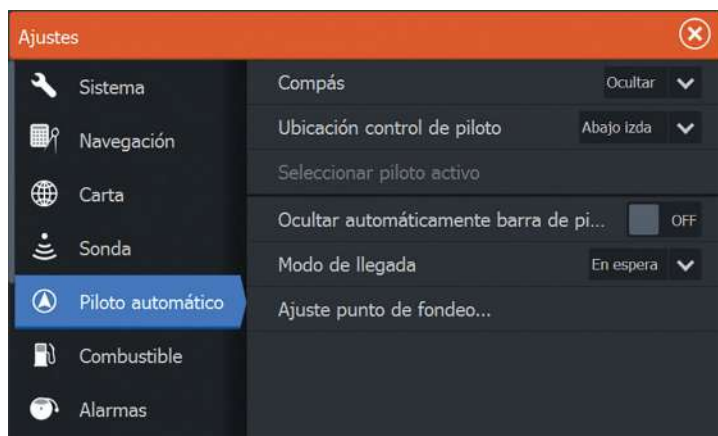 Ajustes
Sistema
Navegación
Carta
Sonda
Piloto automático
Combustible
Alarmas
Compás Ocultar
Ubicación control de piloto Abajo izda
Seleccionar piloto activo
Ocultar automáticamente barra de pi... OFF
Modo de llegada En espera
Ajuste punto de fondeo...